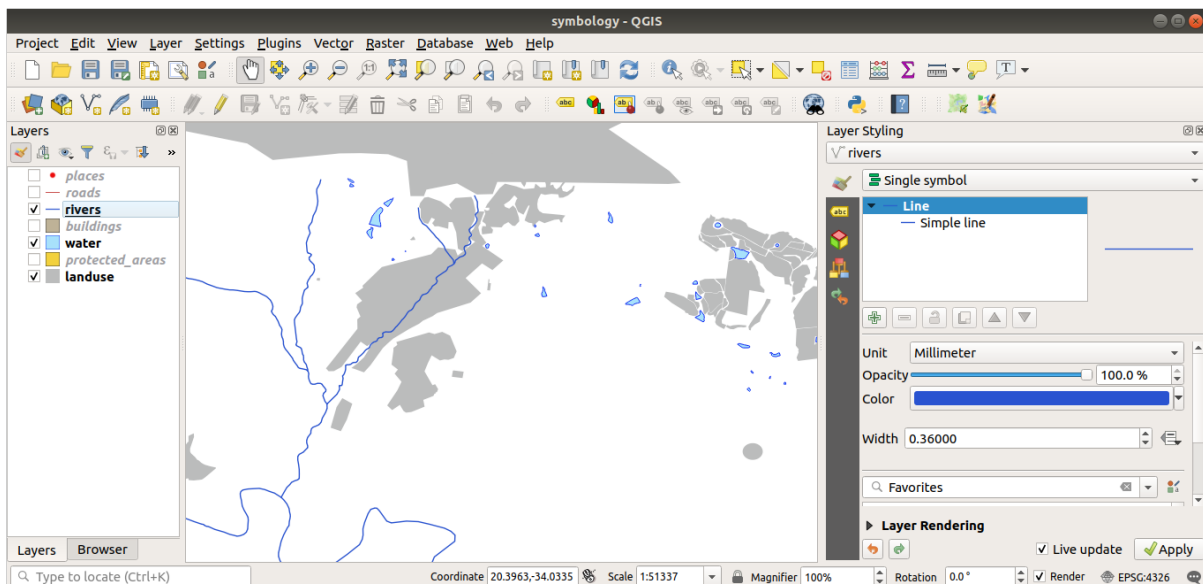 symbology - QGIS
Project Edit View Layer Settings Plugins Vector Raster Database Web Help
Layers
places
roads
rivers
buildings
water
protected_areas
landuse
Layers Browser
Layer Styling
rivers
Single symbol
Line
Simple line
Unit Millimeter
Opacity 100.0 %
Color
Width 0.36000
Favorites
Layer Rendering
Live update Apply
Type to locate (Ctrl+K) Coordinate 20.3963,-34.0335 Scale 1:51337 Magnifier 100% Rotation 0.0° Render EPSG:4326